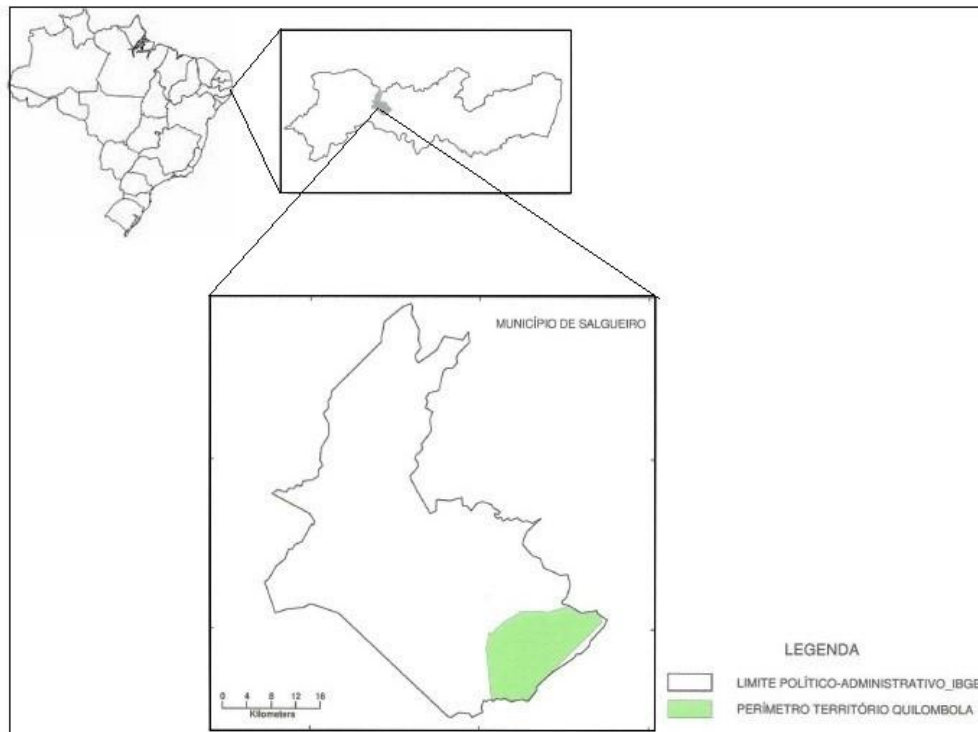 MUNICÍPIO DE SALGUEIRO
LEGENDA
LIMITE POLÍTICO-ADMINISTRATIVO_IBGE
PERÍMETRO TERRITÓRIO QUILOMBOLA
0 4 8 12 16
Kilometers